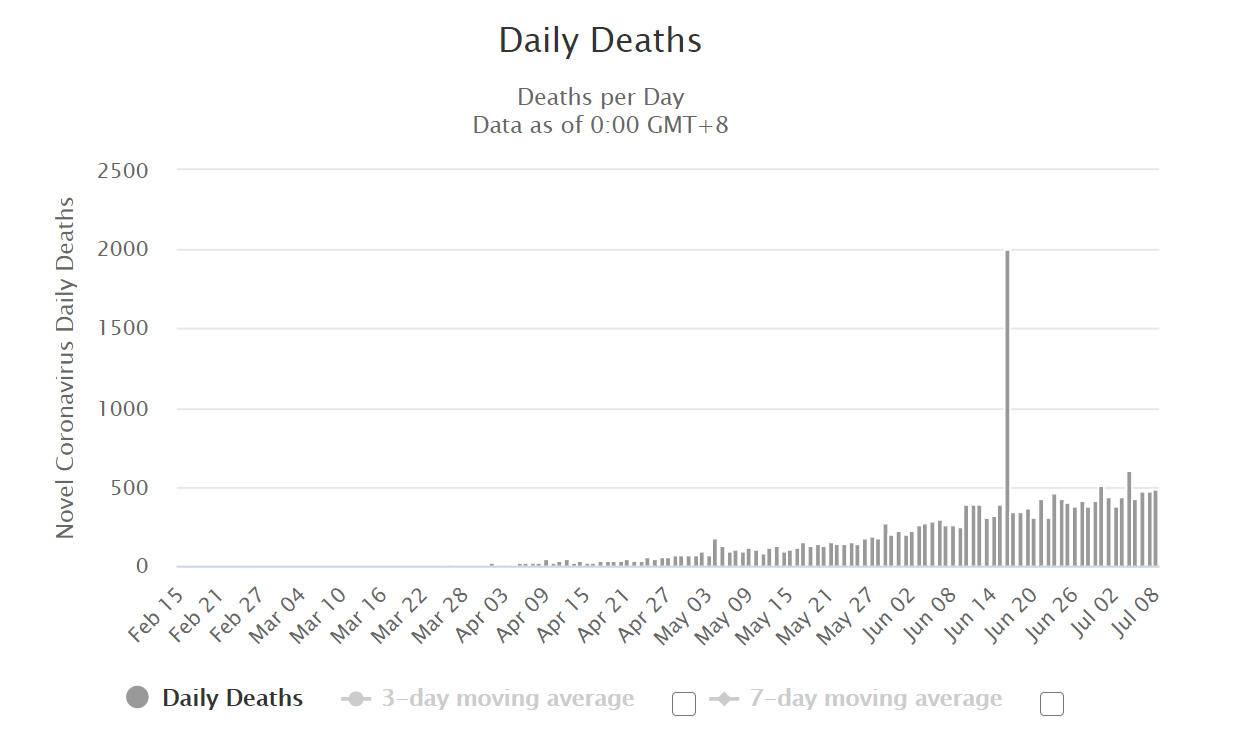 Daily Deaths
Deaths per Day
Data as of 0:00 GMT+8
Novel Coronavirus Daily Deaths
2500
2000
1500
1000
500
0
Feb 15
Feb 21
Feb 27
Mar 04
Mar 10
Mar 16
Mar 22
Mar 28
Apr 03
Apr 09
Apr 15
Apr 21
Apr 27
May 03
May 09
May 15
May 21
May 27
Jun 02
Jun 08
Jun 14
Jun 20
Jun 26
Jul 02
Jul 08
Daily Deaths 3-day moving average 7-day moving average